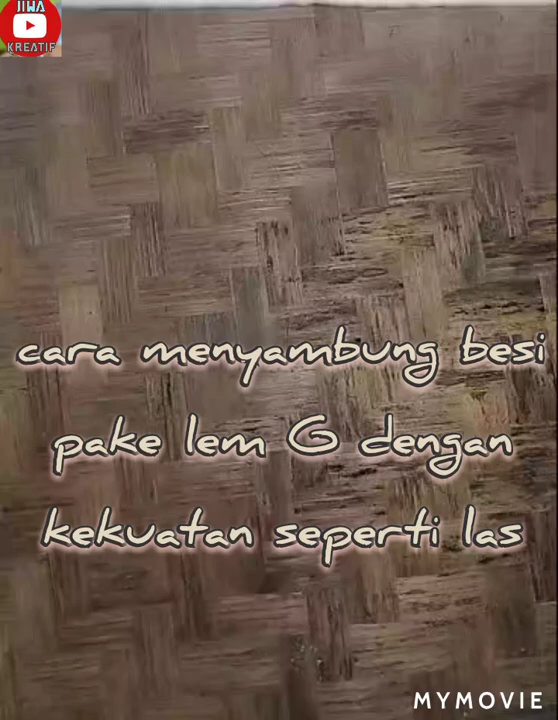 JIWA
KREATIF
cara menyambung besi
pake lem G dengan
kekuatan seperti las
MYMOVIE